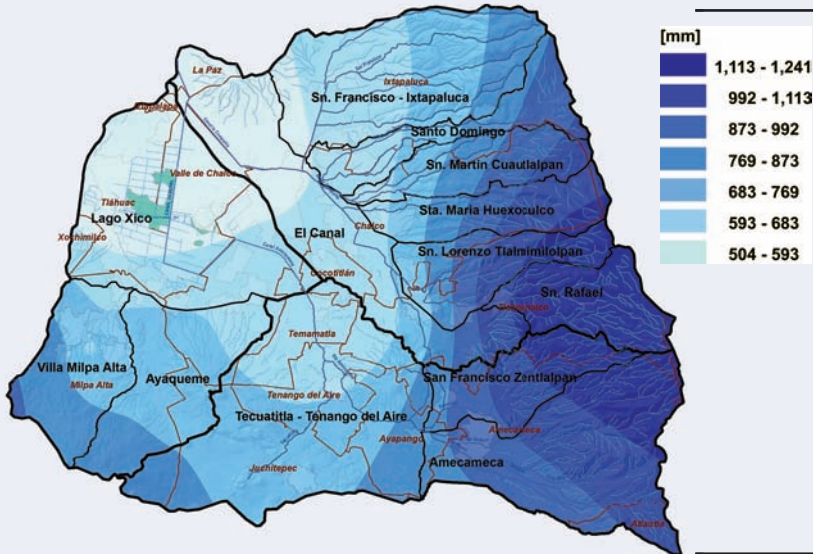 [mm]
1,113 - 1,241
992 - 1,113
873 - 992
769 - 873
683 - 769
593 - 683
504 - 593
La Paz
Ixtapaluca
Sn. Francisco - Ixtapaluca
Iztapalapa
Santo Domingo
Sn. Martin Cuautlalpan
Valle de Chalco
Tláhuac
Lago Xico
Sta. Maria Huexoculco
Xochimilco
El Canal
Chalco
Sn. Lorenzo Tlalmimilolpan
Cocotitlán
Sn. Rafael
Tlalmanalco
Temamatla
Villa Milpa Alta
Milpa Alta
Ayaqueme
San Francisco Zentlalpan
Tenango del Aire
Tecuatitla - Tenango del Aire
Ayapango
Amecameca
Amecameca
Juchitepec
Atlautla